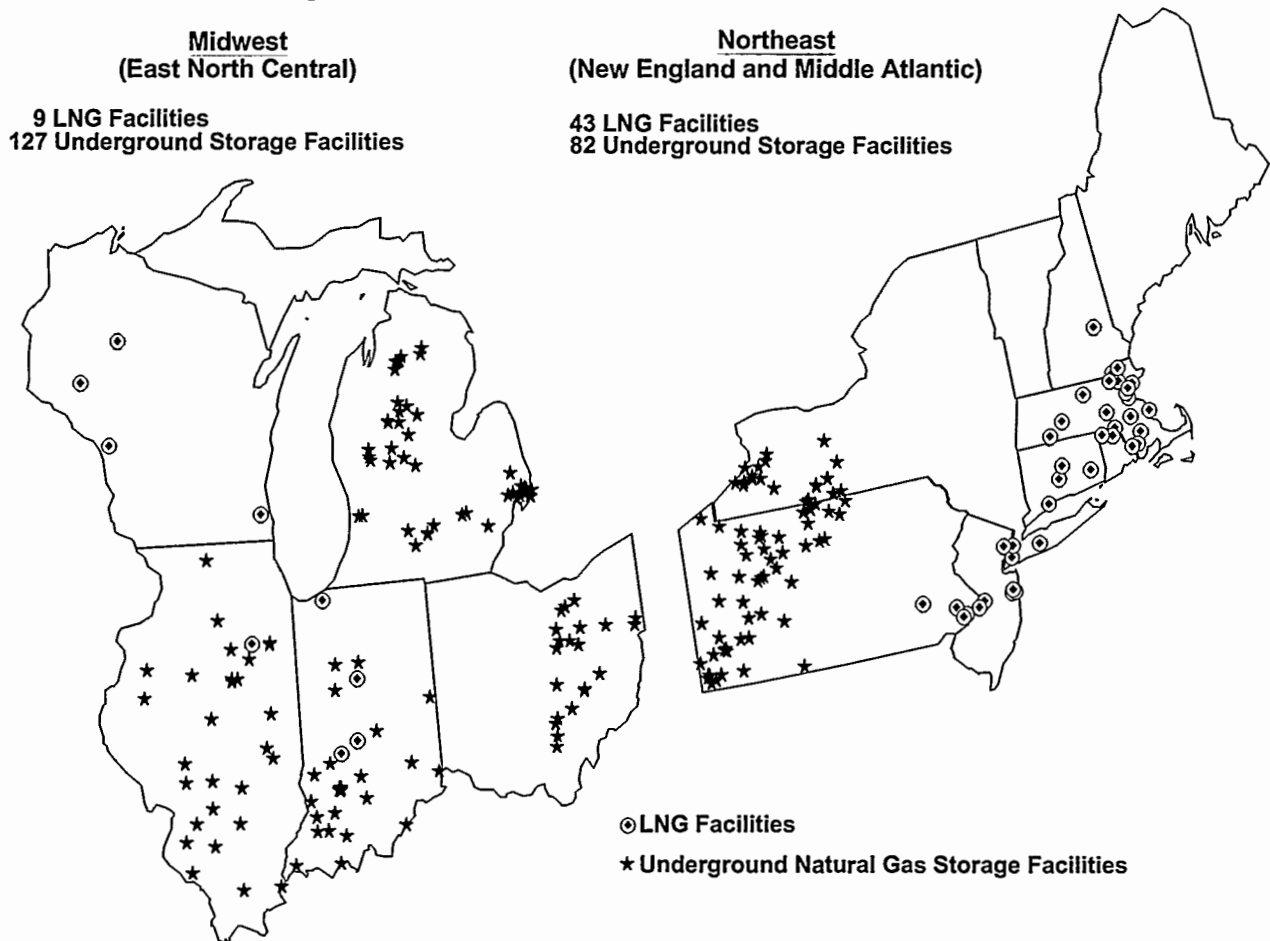 Midwest
(East North Central)
9 LNG Facilities
127 Underground Storage Facilities
Northeast
(New England and Middle Atlantic)
43 LNG Facilities
82 Underground Storage Facilities
LNG Facilities
Underground Natural Gas Storage Facilities